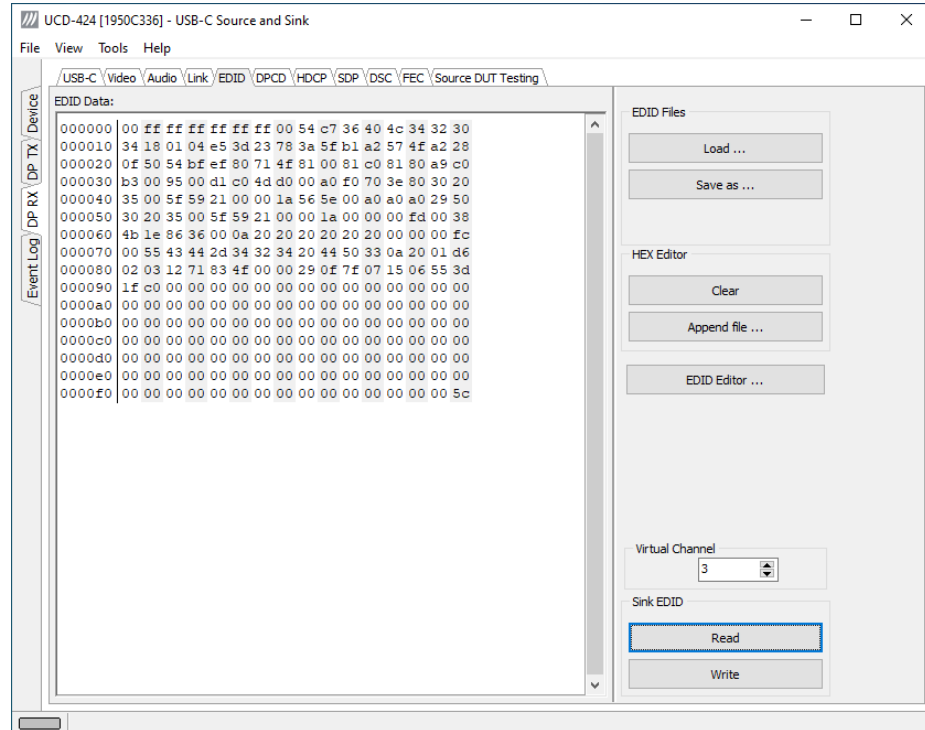 UCD-424 [1950C336] - USB-C Source and Sink
File View Tools Help
USB-C Video Audio Link EDID DPCD HDCP SDP DSC FEC Source DUT Testing
Device
DP TX
DP RX
Event Log
EDID Data:
000000 00 ff ff ff ff ff ff 00 54 c7 36 40 4c 34 32 30
000010 34 18 01 04 e5 3d 23 78 3a 5f b1 a2 57 4f a2 28
000020 0f 50 54 bf ef 80 71 4f 81 00 81 c0 81 80 a9 c0
000030 b3 00 95 00 d1 c0 4d d0 00 a0 f0 70 3e 80 30 20
000040 35 00 5f 59 21 00 00 1a 56 5e 00 a0 a0 a0 29 50
000050 30 20 35 00 5f 59 21 00 00 1a 00 00 00 fd 00 38
000060 4b 1e 86 36 00 0a 20 20 20 20 20 20 00 00 00 fc
000070 00 55 43 44 2d 34 32 34 20 44 50 33 0a 20 01 d6
000080 02 03 12 71 83 4f 00 00 29 0f 7f 07 15 06 55 3d
000090 1f c0 00 00 00 00 00 00 00 00 00 00 00 00 00 00
0000a0 00 00 00 00 00 00 00 00 00 00 00 00 00 00 00 00
0000b0 00 00 00 00 00 00 00 00 00 00 00 00 00 00 00 00
0000c0 00 00 00 00 00 00 00 00 00 00 00 00 00 00 00 00
0000d0 00 00 00 00 00 00 00 00 00 00 00 00 00 00 00 00
0000e0 00 00 00 00 00 00 00 00 00 00 00 00 00 00 00 00
0000f0 00 00 00 00 00 00 00 00 00 00 00 00 00 00 00 5c
EDID Files
Load ...
Save as ...
HEX Editor
Clear
Append file ...
EDID Editor ...
Virtual Channel
3
Sink EDID
Read
Write